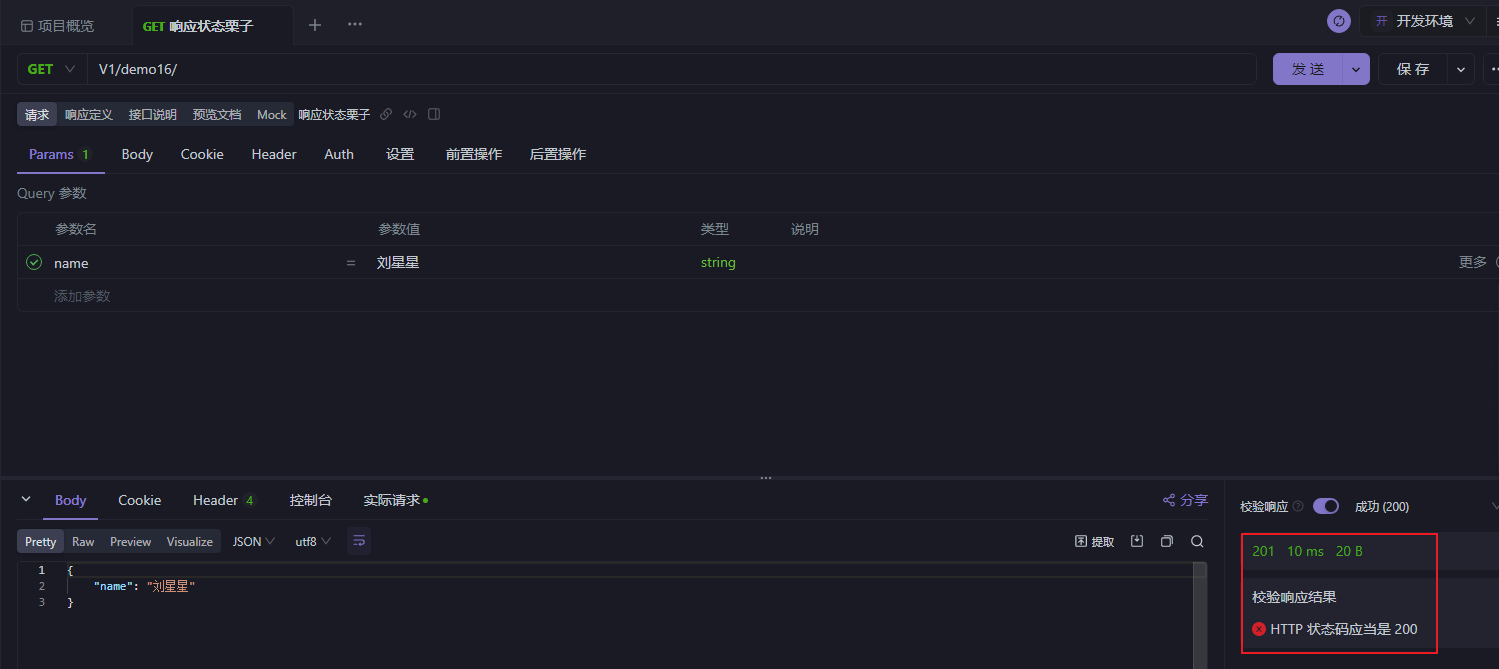 项目概览 GET 响应状态栗子 开 开发环境
GET V1/demo16/ 发 送 保 存
请求 响应定义 接口说明 预览文档 Mock 响应状态栗子
Params 1 Body Cookie Header Auth 设置 前置操作 后置操作
Query 参数
参数名 参数值 类型 说明
name = 刘星星 string 更多
添加参数
Body Cookie Header 4 控制台 实际请求 分享 校验响应 成功 (200)
Pretty Raw Preview Visualize JSON utf8 提取
201 10 ms 20 B
1 {
2 "name": "刘星星"
3 }
校验响应结果
HTTP 状态码应当是 200